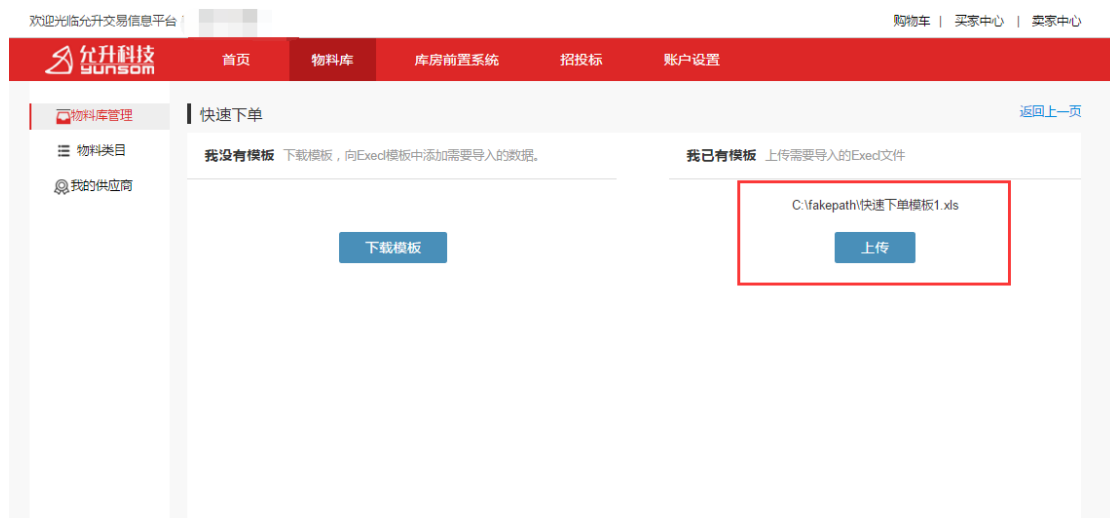 欢迎光临允升交易信息平台
购物车 | 买家中心 | 卖家中心
允升科技
yunsom
首页 物料库 库房前置系统 招投标 账户设置
物料库管理
物料类目
我的供应商
快速下单
返回上一页
我没有模板 下载模板，向Execl模板中添加需要导入的数据。
下载模板
我已有模板 上传需要导入的Execl文件
C:\fakepath\快速下单模板1.xls
上传